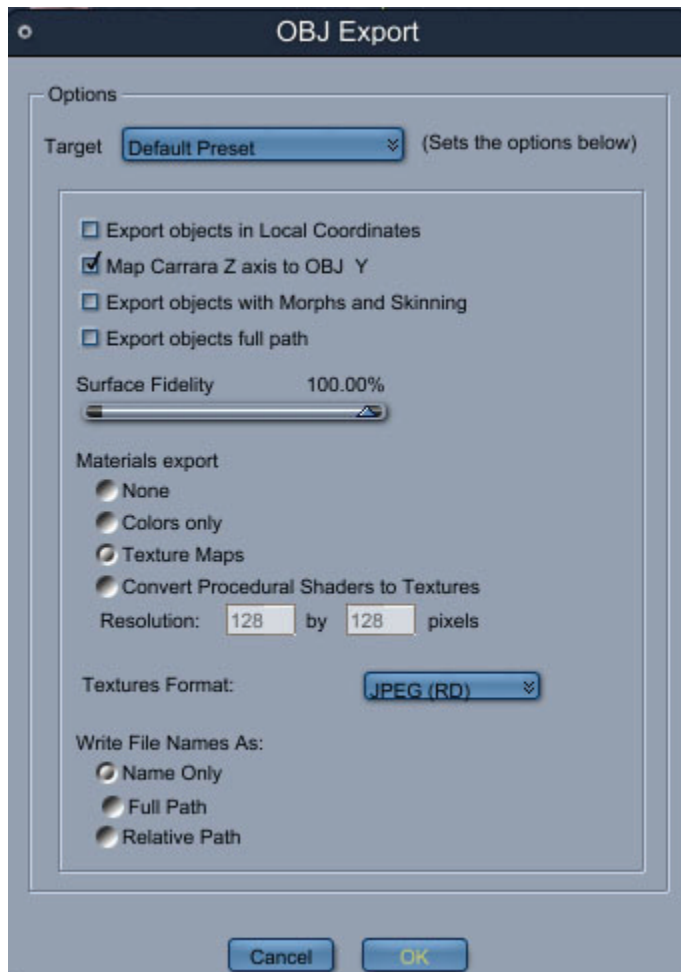 OBJ Export
Options
Target Default Preset (Sets the options below)
Export objects in Local Coordinates
Map Carrara Z axis to OBJ Y
Export objects with Morphs and Skinning
Export objects full path
Surface Fidelity 100.00%
Materials export
None
Colors only
Texture Maps
Convert Procedural Shaders to Textures
Resolution: 128 by 128 pixels
Textures Format: JPEG (RD)
Write File Names As:
Name Only
Full Path
Relative Path
Cancel OK